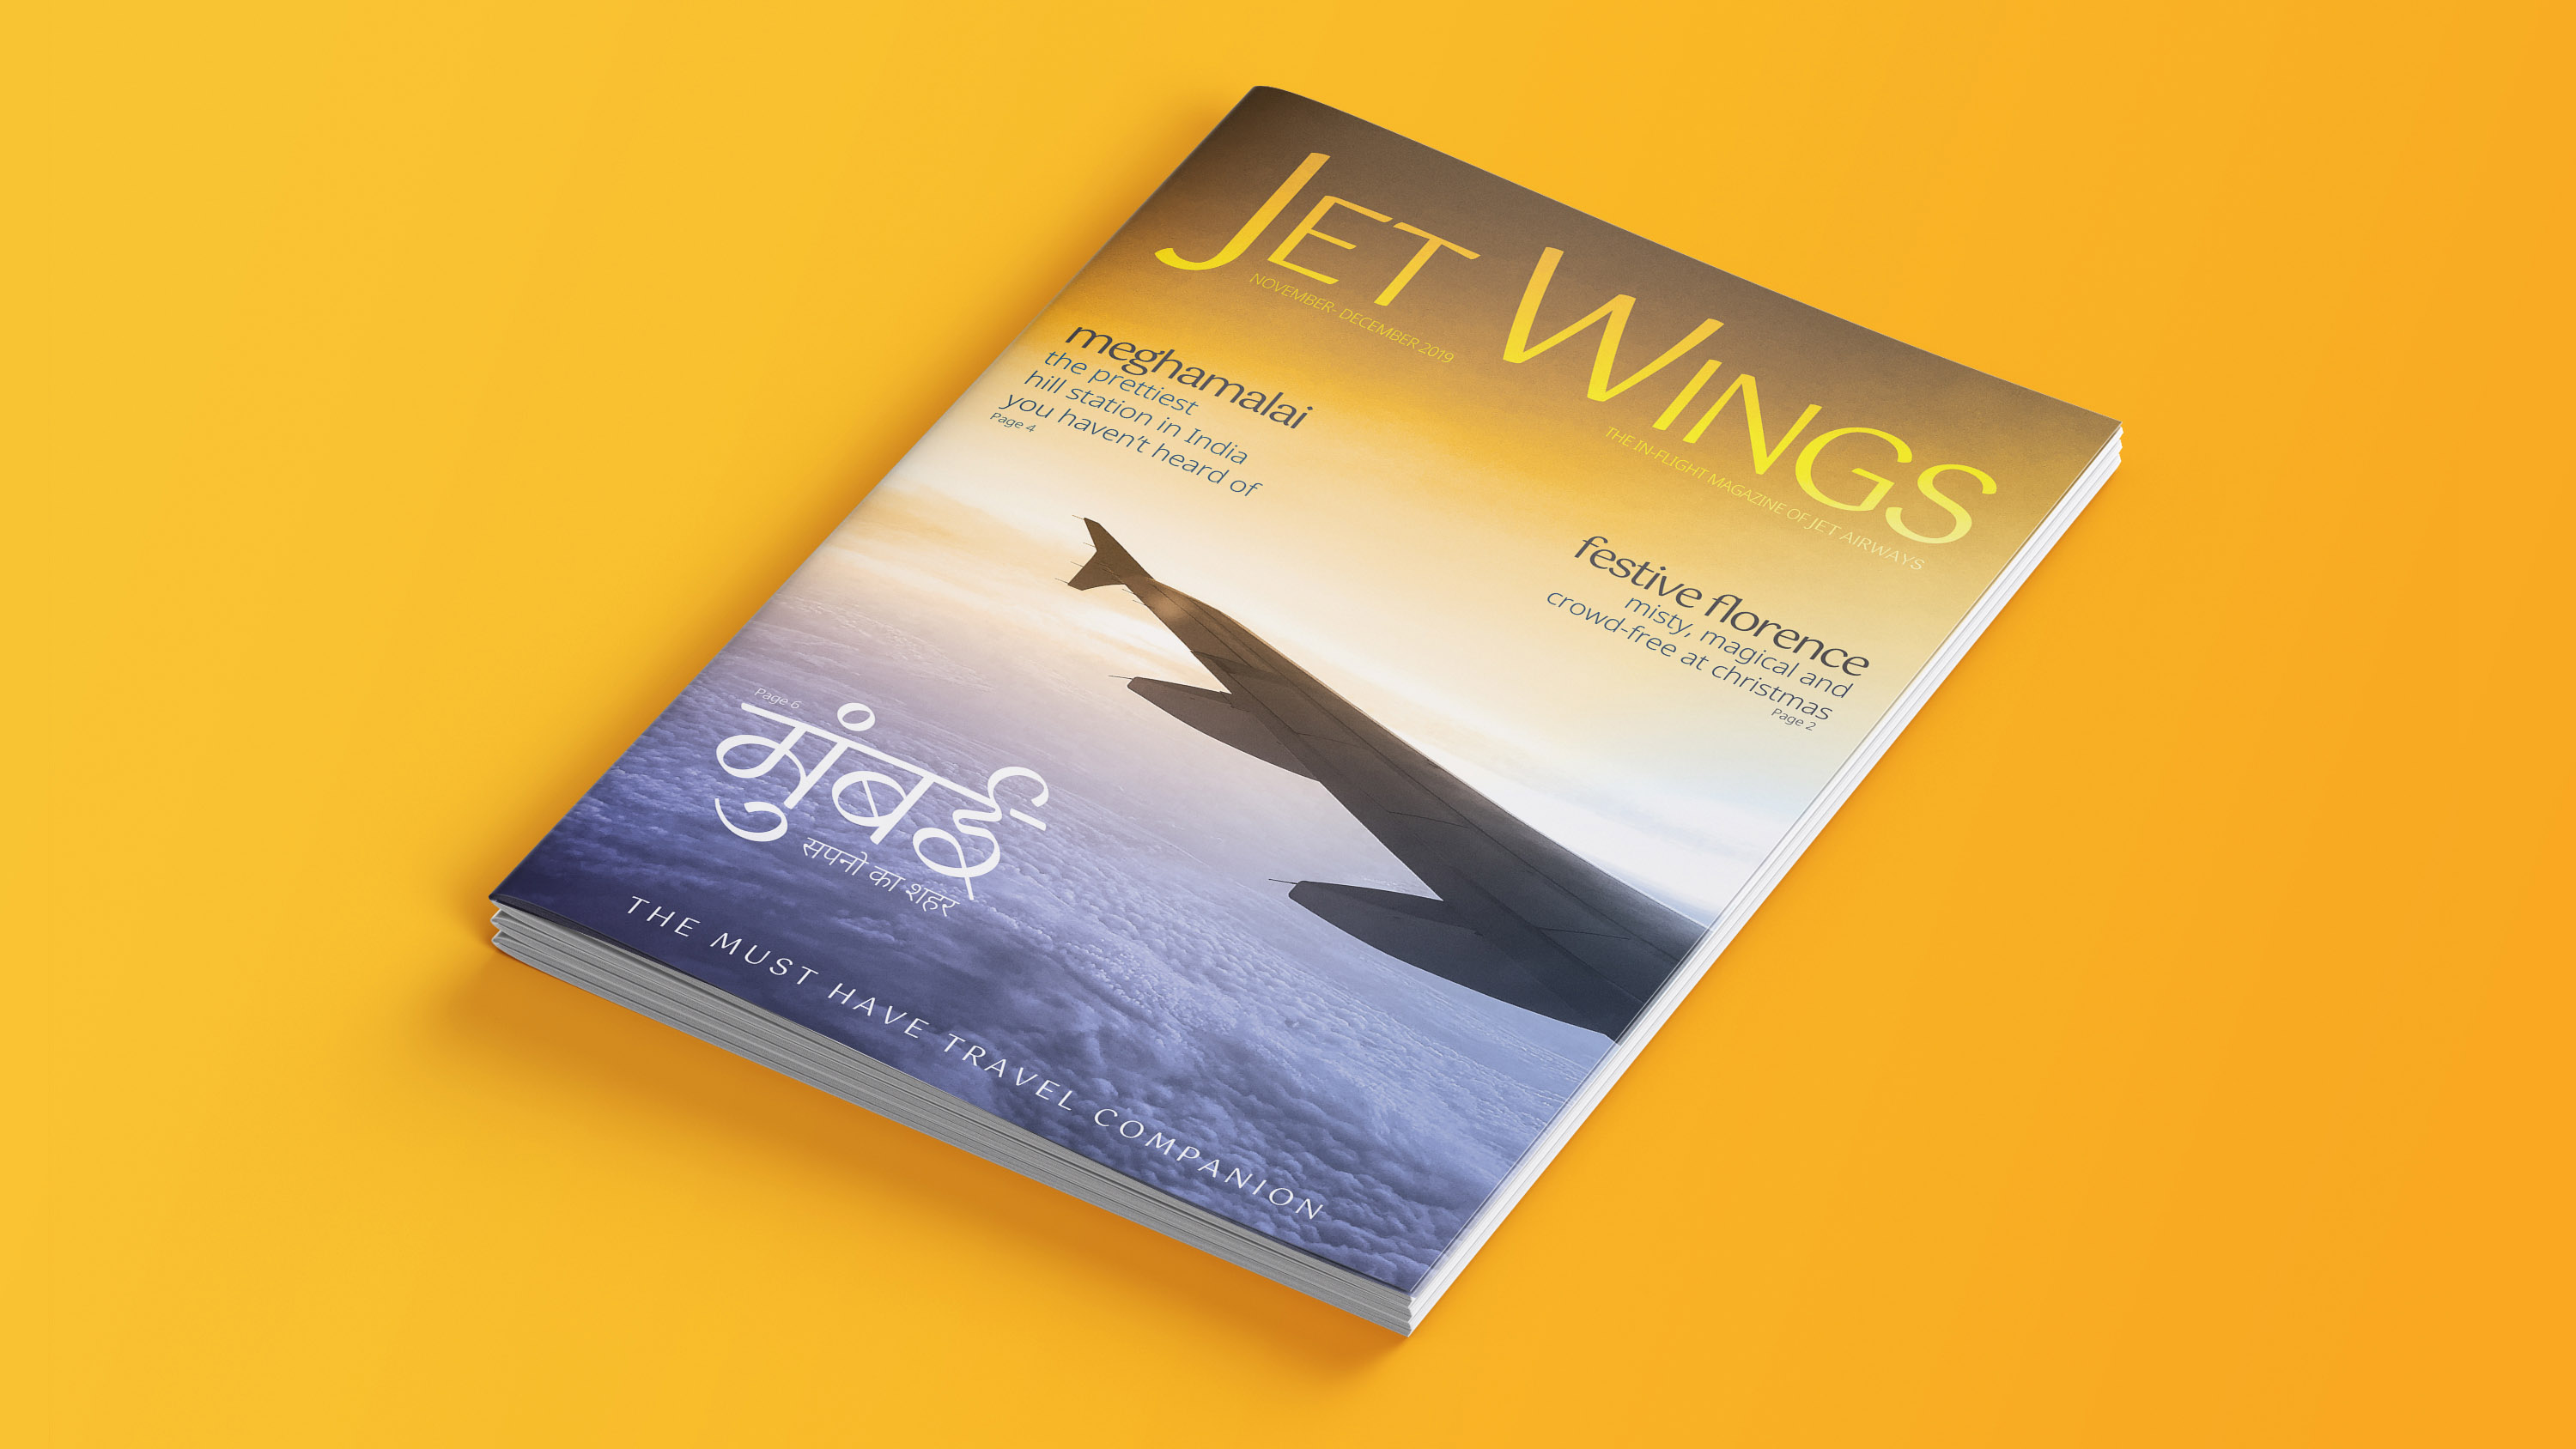 JET WINGS
NOVEMBER- DECEMBER 2019
THE IN-FLIGHT MAGAZINE OF JET AIRWAYS
meghamalai
the prettiest
hill station in India
you haven't heard of
Page 4
festive florence
misty, magical and
crowd-free at christmas
Page 2
Page 6
मुंबई
सपनो का शहर
THE MUST HAVE TRAVEL COMPANION